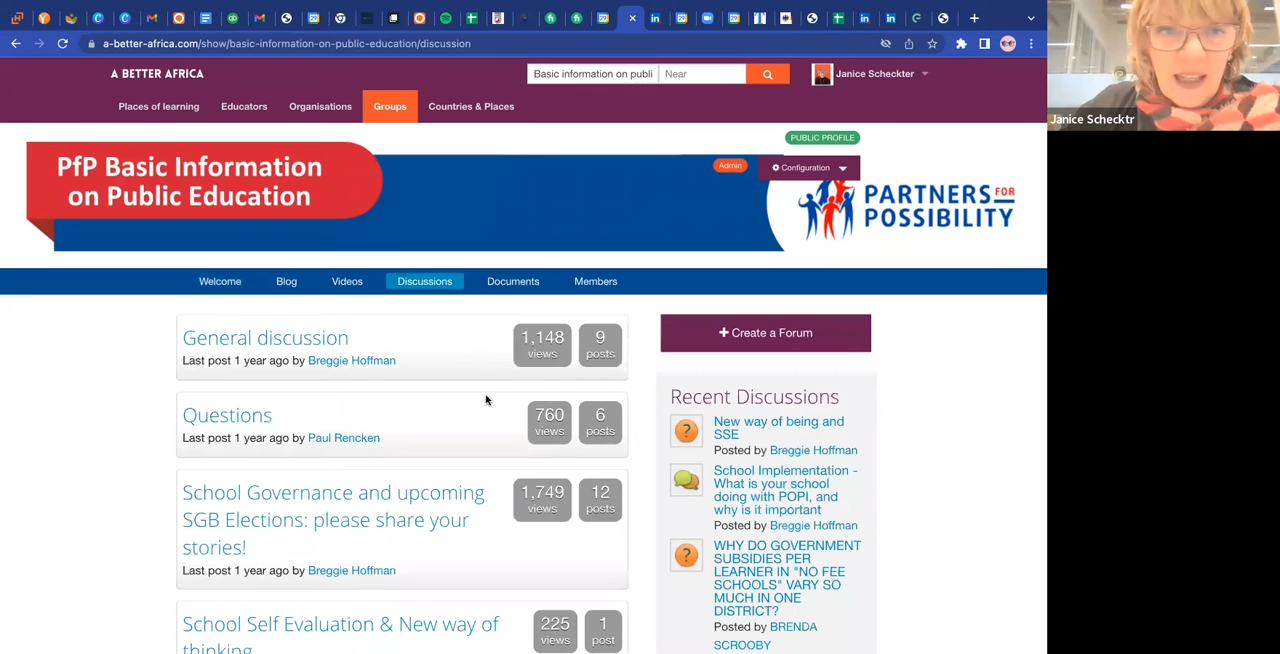 a-better-africa.com/show/basic-information-on-public-education/discussion
A BETTER AFRICA
Basic information on publi
Near
Janice Scheckter
Places of learning
Educators
Organisations
Groups
Countries & Places
Janice Schecktr
PUBLIC PROFILE
PfP Basic Information
on Public Education
Admin
Configuration
PARTNERS FOR
POSSIBILITY
Welcome
Blog
Videos
Discussions
Documents
Members
General discussion
Last post 1 year ago by Breggie Hoffman
1,148
views
9
posts
Questions
Last post 1 year ago by Paul Rencken
760
views
6
posts
School Governance and upcoming
SGB Elections: please share your
stories!
Last post 1 year ago by Breggie Hoffman
1,749
views
12
posts
School Self Evaluation & New way of
thinking
225
views
1
post
+ Create a Forum
Recent Discussions
New way of being and
SSE
Posted by Breggie Hoffman
School Implementation -
What is your school
doing with POPI, and
why is it important
Posted by Breggie Hoffman
WHY DO GOVERNMENT
SUBSIDIES PER
LEARNER IN "NO FEE
SCHOOLS" VARY SO
MUCH IN ONE
DISTRICT?
Posted by BRENDA
SCROOBY